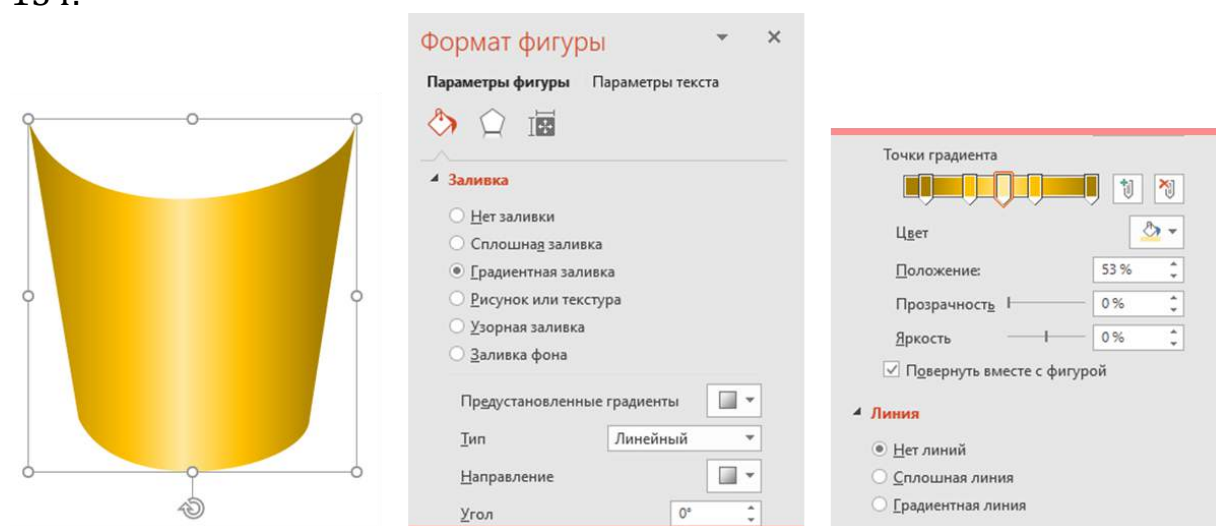 Формат фигуры
Параметры фигуры Параметры текста
Заливка
Нет заливки
Сплошная заливка
Градиентная заливка
Рисунок или текстура
Узорная заливка
Заливка фона
Предустановленные градиенты
Тип Линейный
Направление
Угол 0°
Точки градиента
Цвет
Положение: 53 %
Прозрачность 0 %
Яркость 0 %
Повернуть вместе с фигурой
Линия
Нет линий
Сплошная линия
Градиентная линия